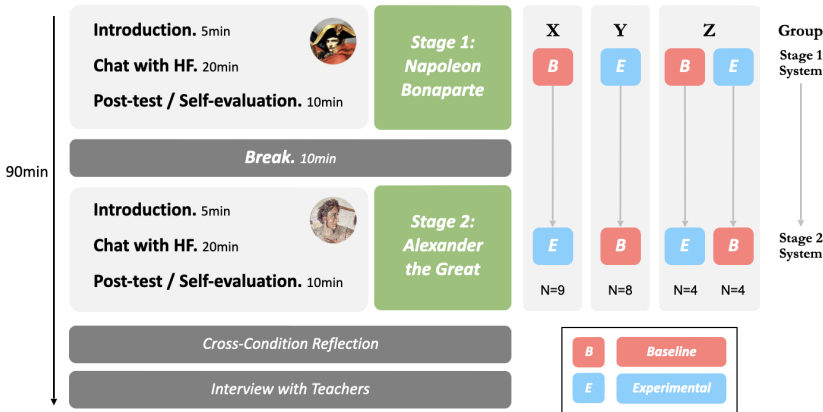 90min
Introduction. 5min
Chat with HF. 20min
Post-test / Self-evaluation. 10min
Stage 1:
Napoleon
Bonaparte
Break. 10min
Introduction. 5min
Chat with HF. 20min
Post-test / Self-evaluation. 10min
Stage 2:
Alexander
the Great
Cross-Condition Reflection
Interview with Teachers
X Y Z Group
B E B E Stage 1
System
E B E B Stage 2
System
N=9 N=8 N=4 N=4
B Baseline
E Experimental